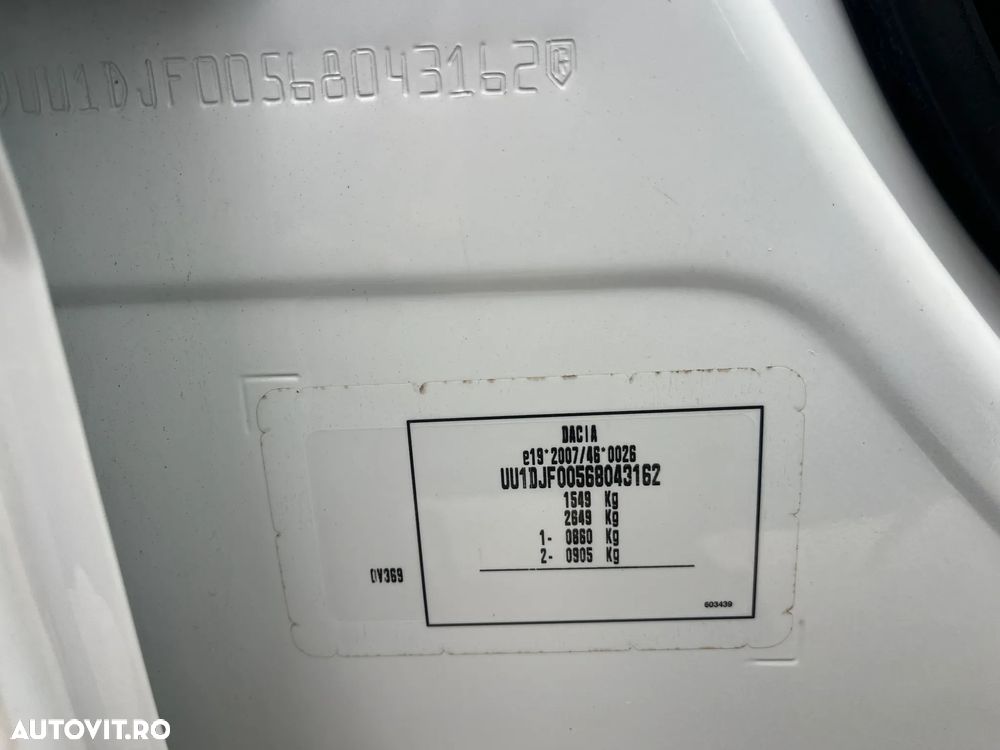 UU1DJF00568043162
DACIA
e19*2007/46*0026
UU1DJF00568043162
1549 Kg
2649 Kg
1- 0860 Kg
2- 0905 Kg
DV369
603439
AUTOVIT.RO